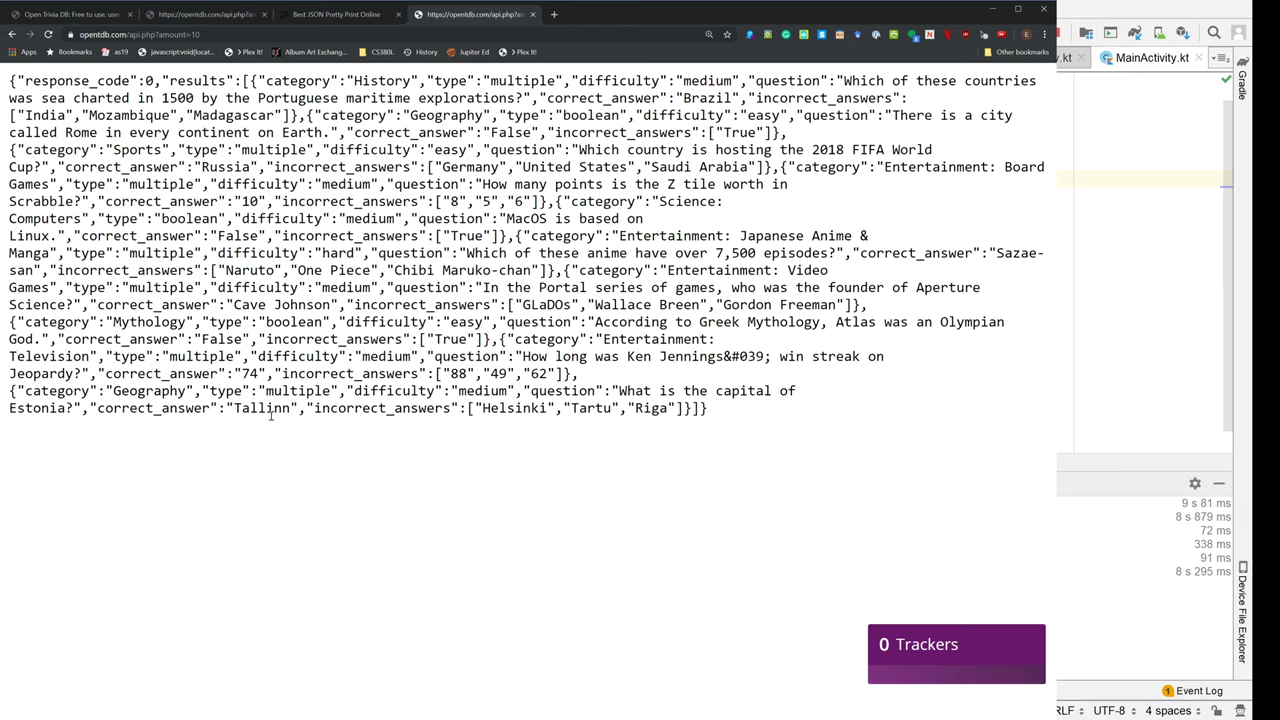 Open Trivia DB: Free to use, user
https://opentdb.com/api.php?am
Best JSON Pretty Print Online
https://opentdb.com/api.php?am
opentdb.com/api.php?amount=10
Apps Bookmarks as19 javascript:void(locat... > Plex It! Album Art Exchang... CS380L History Jupiter Ed > Plex It! Other bookmarks
.kt MainActivity.kt
{"response_code":0,"results":[{"category":"History","type":"multiple","difficulty":"medium","question":"Which of these countries
was sea charted in 1500 by the Portuguese maritime explorations?","correct_answer":"Brazil","incorrect_answers":
["India","Mozambique","Madagascar"]},{"category":"Geography","type":"boolean","difficulty":"easy","question":"There is a city
called Rome in every continent on Earth.","correct_answer":"False","incorrect_answers":["True"]},
{"category":"Sports","type":"multiple","difficulty":"easy","question":"Which country is hosting the 2018 FIFA World
Cup?","correct_answer":"Russia","incorrect_answers":["Germany","United States","Saudi Arabia"]},{"category":"Entertainment: Board
Games","type":"multiple","difficulty":"medium","question":"How many points is the Z tile worth in
Scrabble?","correct_answer":"10","incorrect_answers":["8","5","6"]},{"category":"Science:
Computers","type":"boolean","difficulty":"medium","question":"MacOS is based on
Linux.","correct_answer":"False","incorrect_answers":["True"]},{"category":"Entertainment: Japanese Anime &
Manga","type":"multiple","difficulty":"hard","question":"Which of these anime have over 7,500 episodes?","correct_answer":"Sazae-
san","incorrect_answers":["Naruto","One Piece","Chibi Maruko-chan"]},{"category":"Entertainment: Video
Games","type":"multiple","difficulty":"medium","question":"In the Portal series of games, who was the founder of Aperture
Science?","correct_answer":"Cave Johnson","incorrect_answers":["GLaDOs","Wallace Breen","Gordon Freeman"]},
{"category":"Mythology","type":"boolean","difficulty":"easy","question":"According to Greek Mythology, Atlas was an Olympian
God.","correct_answer":"False","incorrect_answers":["True"]},{"category":"Entertainment:
Television","type":"multiple","difficulty":"medium","question":"How long was Ken Jennings&#039; win streak on
Jeopardy?","correct_answer":"74","incorrect_answers":["88","49","62"]},
{"category":"Geography","type":"multiple","difficulty":"medium","question":"What is the capital of
Estonia?","correct_answer":"Tallinn","incorrect_answers":["Helsinki","Tartu","Riga"]}]}
Gradle
9 s 81 ms
8 s 879 ms
72 ms
338 ms
91 ms
8 s 295 ms
Device File Explorer
0 Trackers
1 Event Log
RLF UTF-8 4 spaces